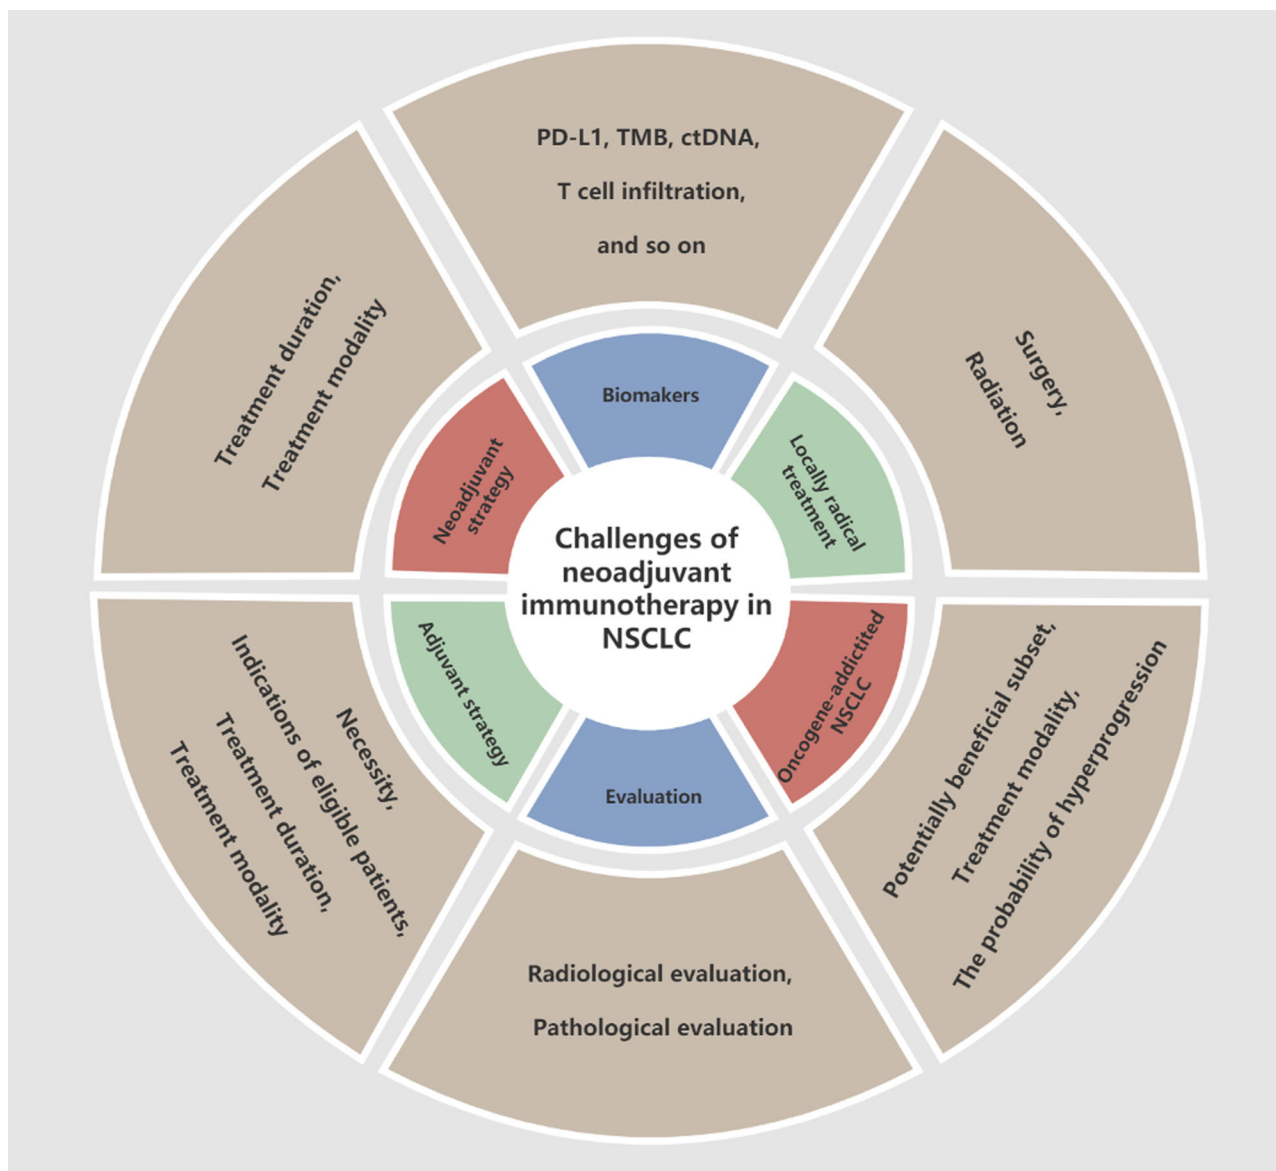 PD-L1, TMB, ctDNA,
T cell infiltration,
and so on
Biomakers
Surgery,
Radiation
Locally radical
treatment
Potentially beneficial subset,
Treatment modality,
The probability of hyperprogression
Oncogene-addictited
NSCLC
Radiological evaluation,
Pathological evaluation
Evaluation
Necessity,
Indications of eligible patients,
Treatment duration,
Treatment modality
Adjuvant strategy
Treatment duration,
Treatment modality
Neoadjuvant
strategy
Challenges of
neoadjuvant
immunotherapy in
NSCLC